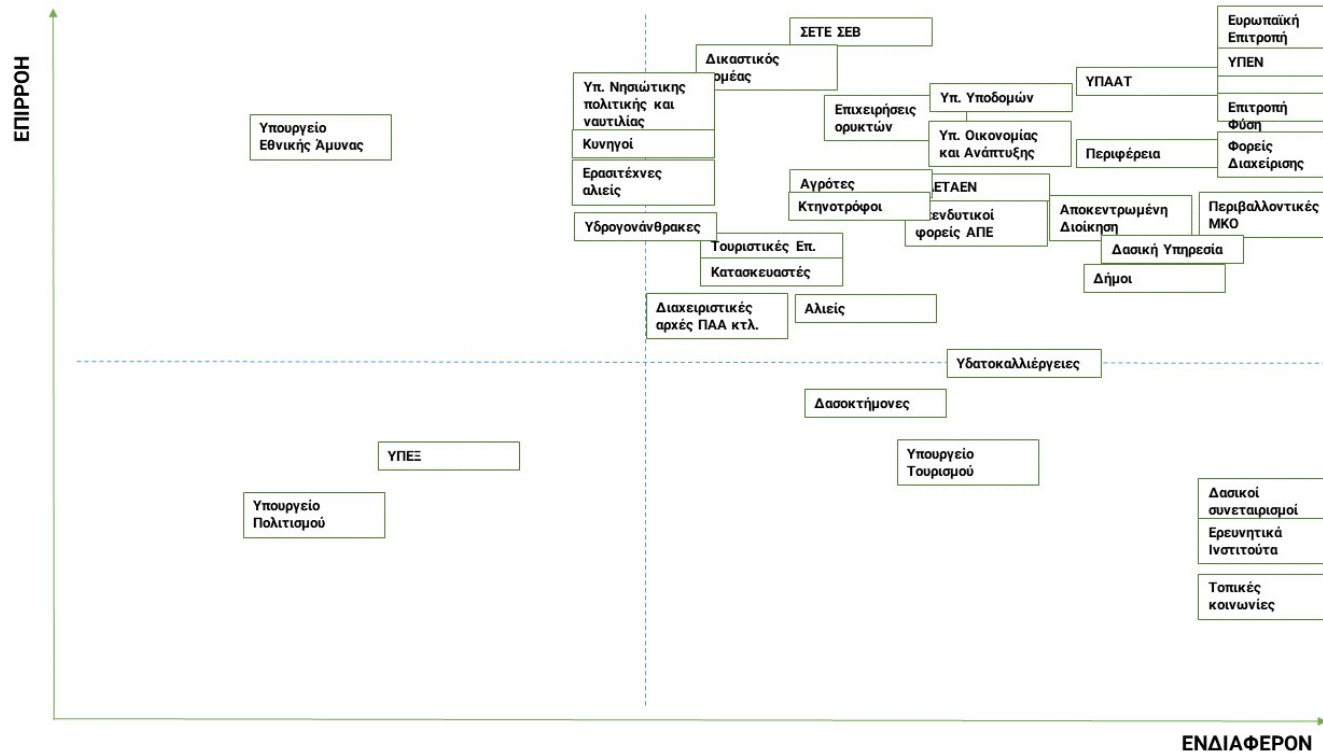 ΕΠΙΡΡΟΗ
ΣΕΤΕ ΣΕΒ
Ευρωπαϊκή
Επιτροπή
Δικαστικός
ΥΠΕΝ
ΥΠΑΑΤ
Υπ. Νησιώτικης
πολιτικής και
ναυτιλίας
Υπ. Υποδομών
Επιχειρήσεις
ορυκτών
Επιτροπή
Φύση
Υπουργείο
Εθνικής Άμυνας
Κυνηγοί
Υπ. Οικονομίας
και Ανάπτυξης
Περιφέρεια
Φορείς
Διαχείρισης
Ερασιτέχνες
αλιείς
Αγρότες
Κτηνοτρόφοι
φορείς ΑΠΕ
Αποκεντρωμένη
Διοίκηση
Περιβαλλοντικές
ΜΚΟ
Υδρογονάνθρακες
Τουριστικές Επ.
Δασική Υπηρεσία
Κατασκευαστές
Δήμοι
Διαχειριστικές
αρχές ΠΑΑ κτλ.
Αλιείς
Υδατοκαλλιέργειες
Δασοκτήμονες
ΥΠΕΞ
Υπουργείο
Τουρισμού
Υπουργείο
Πολιτισμού
Δασικοί
συνεταιρισμοί
Ερευνητικά
Ινστιτούτα
Τοπικές
κοινωνίες
ΕΝΔΙΑΦΕΡΟΝ